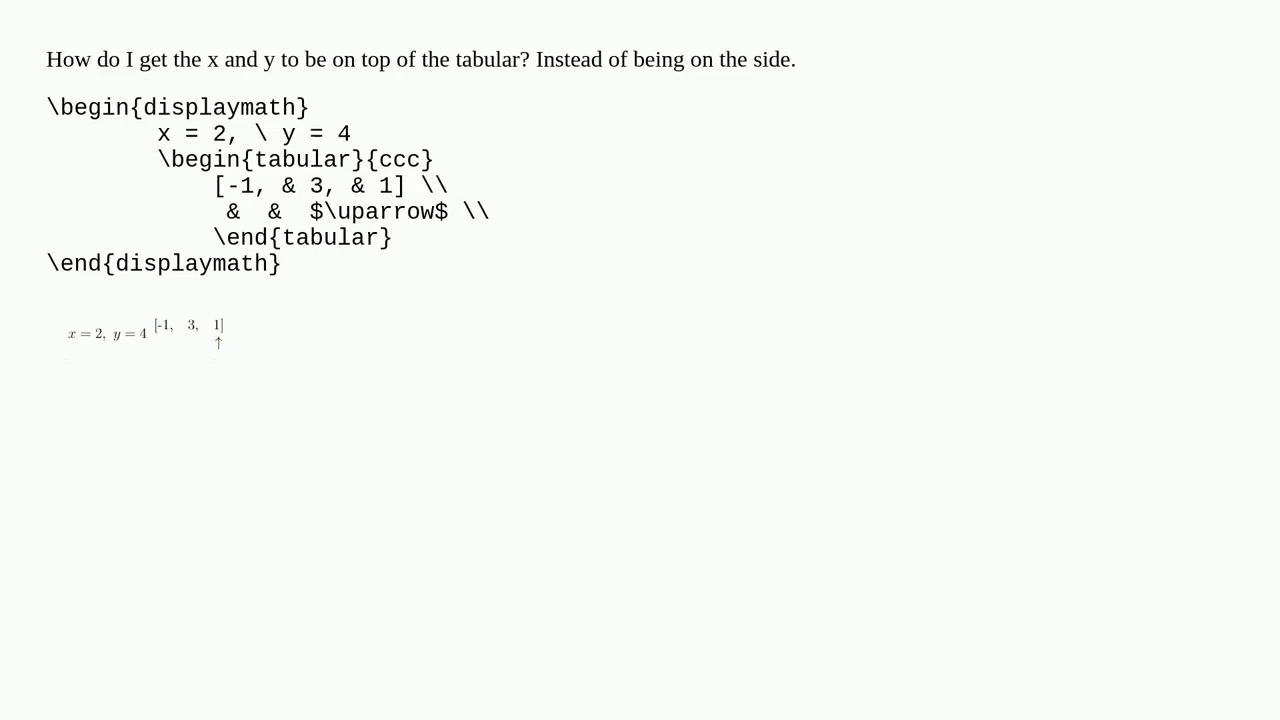 How do I get the x and y to be on top of the tabular? Instead of being on the side.
\begin{displaymath}
        x = 2, \ y = 4
        \begin{tabular}{ccc}
            [-1, & 3, & 1] \\
             &  &  $\uparrow$ \\
            \end{tabular}
\end{displaymath}
x = 2, y = 4 [-1, 3, 1]
↑